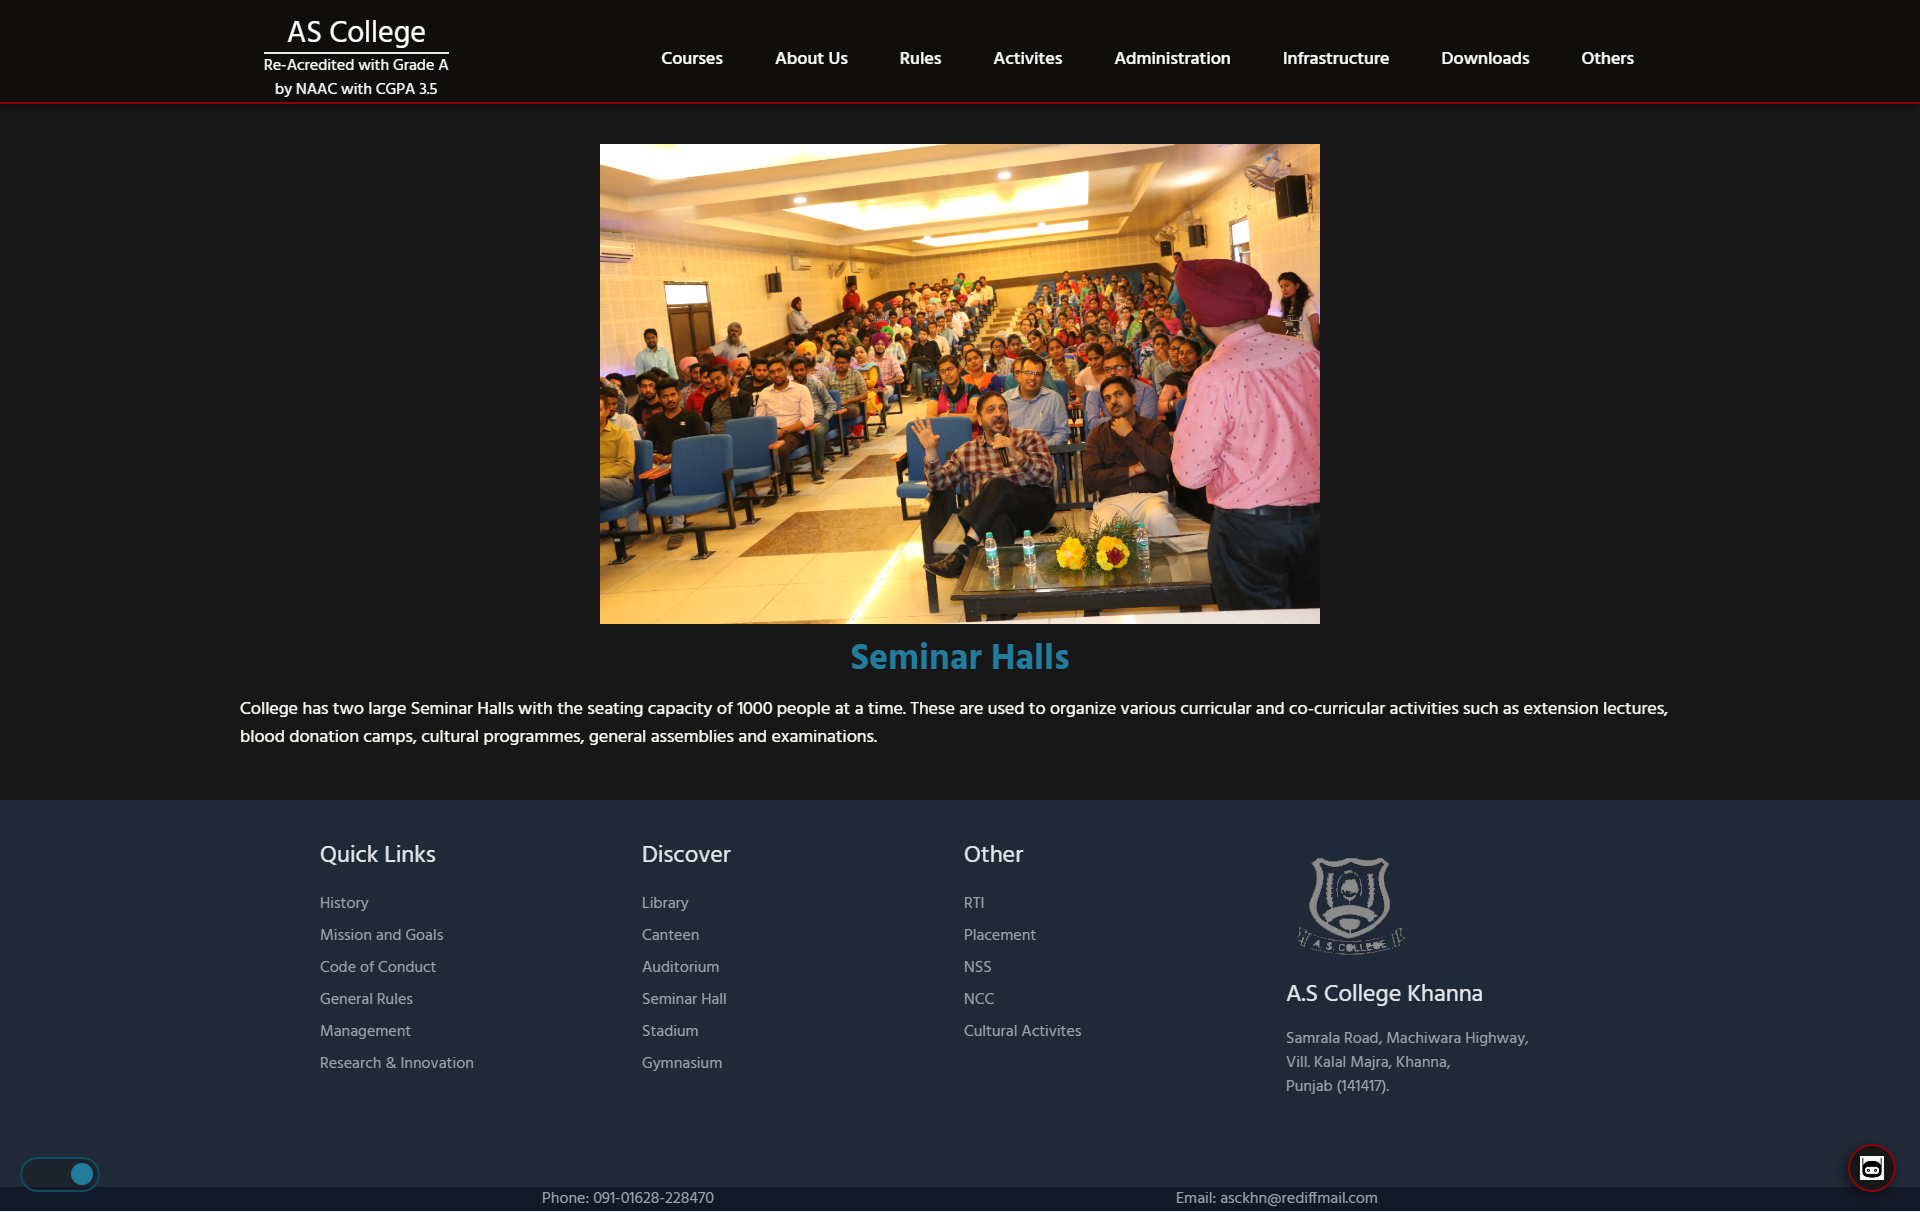 AS College
Re-Acredited with Grade A
by NAAC with CGPA 3.5
Courses
About Us
Rules
Activites
Administration
Infrastructure
Downloads
Others
Seminar Halls
College has two large Seminar Halls with the seating capacity of 1000 people at a time. These are used to organize various curricular and co-curricular activities such as extension lectures,
blood donation camps, cultural programmes, general assemblies and examinations.
Quick Links
History
Mission and Goals
Code of Conduct
General Rules
Management
Research & Innovation
Discover
Library
Canteen
Auditorium
Seminar Hall
Stadium
Gymnasium
Other
RTI
Placement
NSS
NCC
Cultural Activites
A. S. COLLEGE
A.S College Khanna
Samrala Road, Machiwara Highway,
Vill. Kalal Majra, Khanna,
Punjab (141417).
Phone: 091-01628-228470
Email: asckhn@rediffmail.com